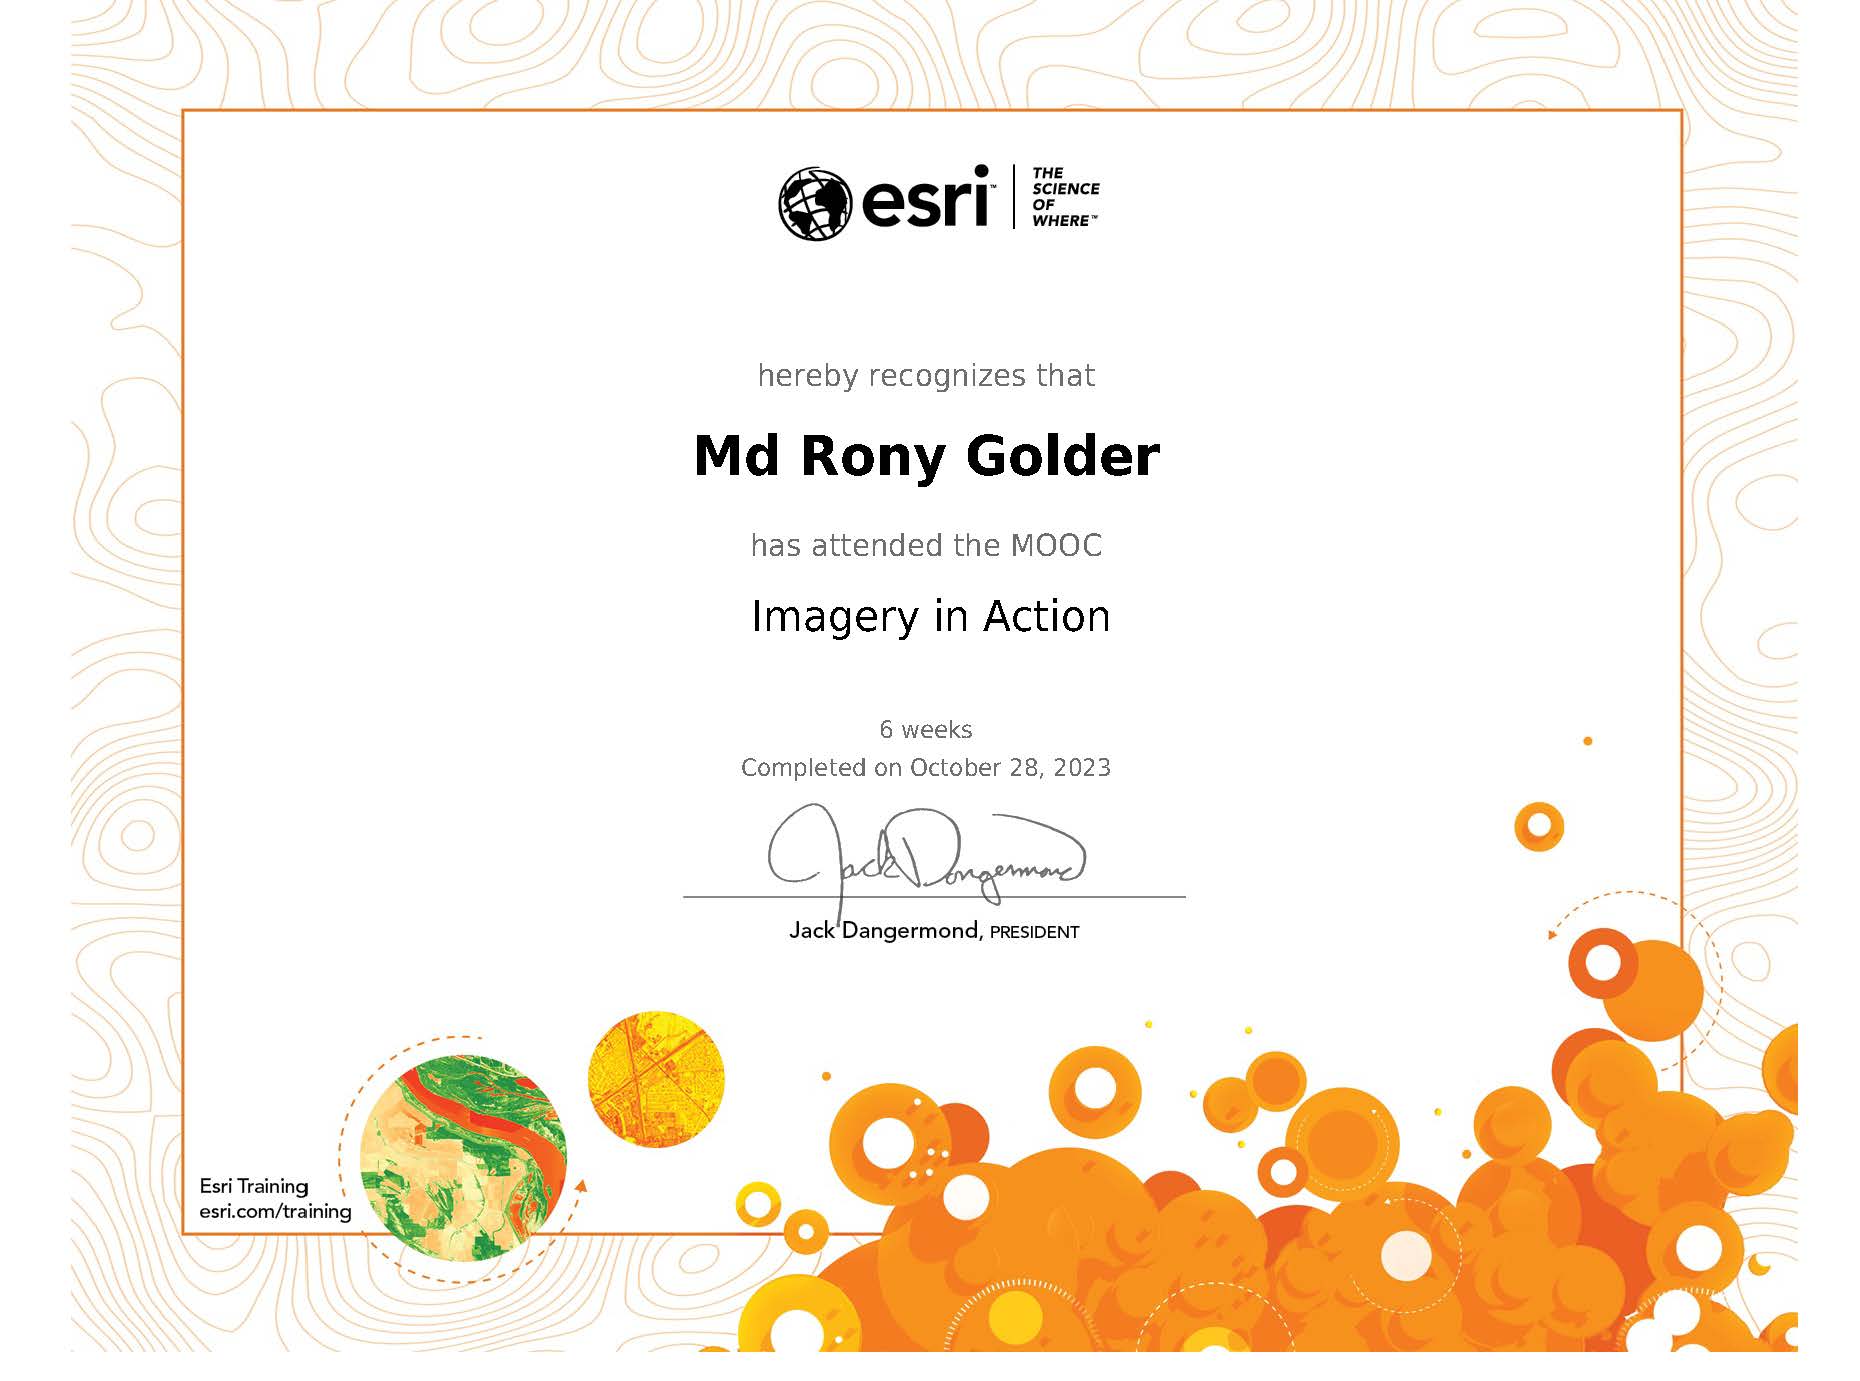 esri™
THE
SCIENCE
OF
WHERE™
hereby recognizes that
Md Rony Golder
has attended the MOOC
Imagery in Action
6 weeks
Completed on October 28, 2023
Jack Dangermond
Jack Dangermond, PRESIDENT
Esri Training
esri.com/training